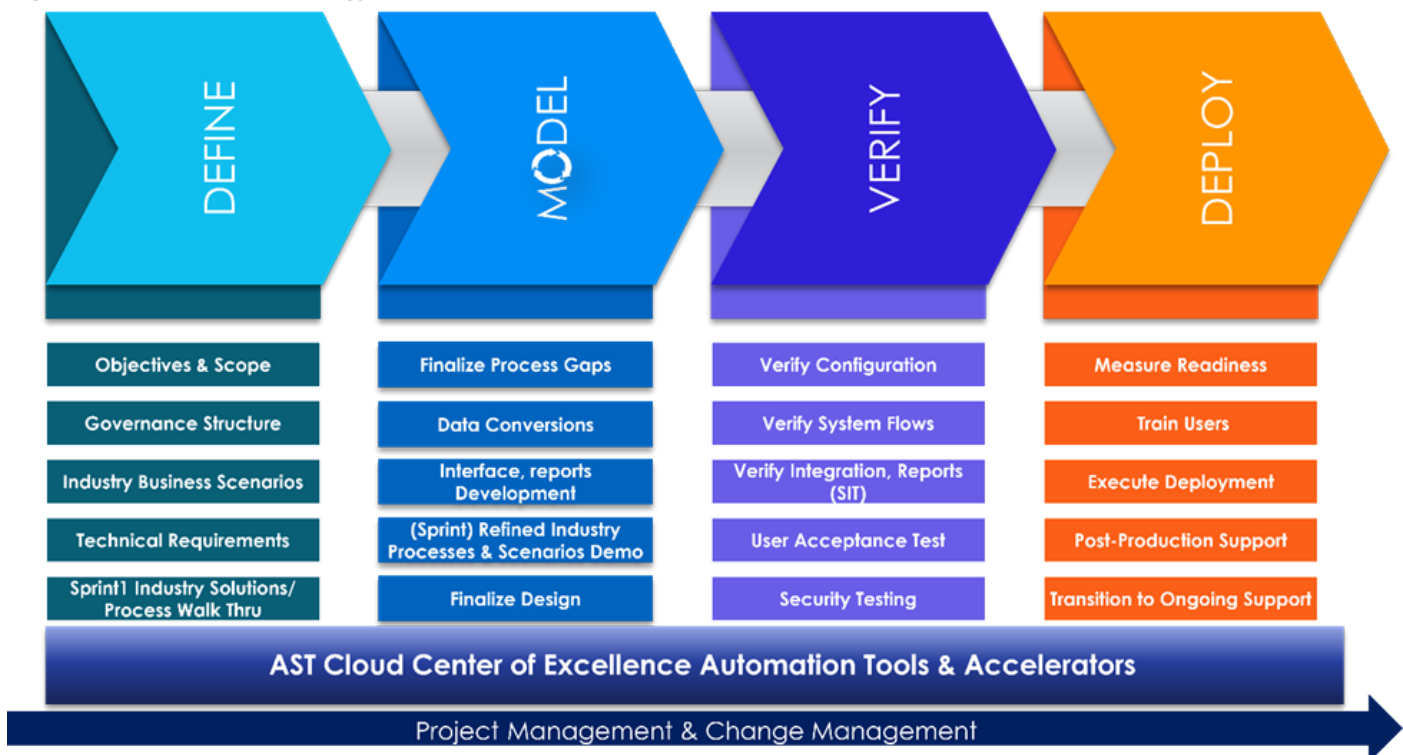 DEFINE
MODEL
VERIFY
DEPLOY
Objectives & Scope
Governance Structure
Industry Business Scenarios
Technical Requirements
Sprint1 Industry Solutions/
Process Walk Thru
Finalize Process Gaps
Data Conversions
Interface, reports
Development
(Sprint) Refined Industry
Processes & Scenarios Demo
Finalize Design
Verify Configuration
Verify System Flows
Verify Integration, Reports
(SIT)
User Acceptance Test
Security Testing
Measure Readiness
Train Users
Execute Deployment
Post-Production Support
Transition to Ongoing Support
AST Cloud Center of Excellence Automation Tools & Accelerators
Project Management & Change Management